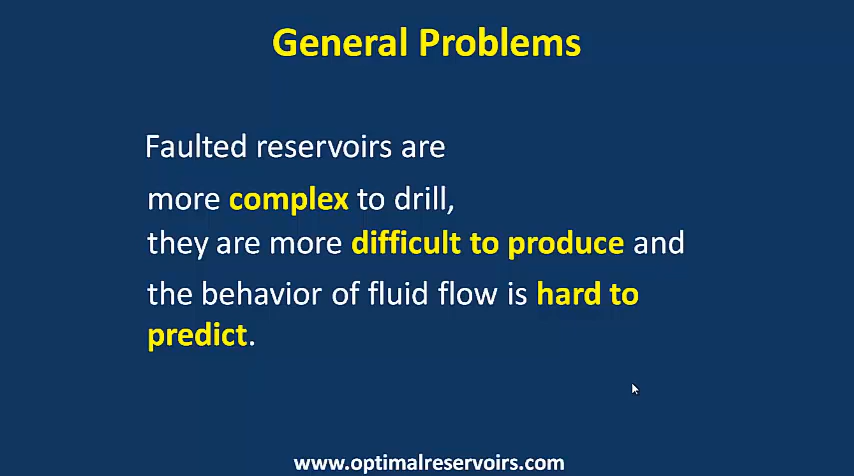 General Problems
Faulted reservoirs are
more complex to drill,
they are more difficult to produce and
the behavior of fluid flow is hard to
predict.
www.optimalreservoirs.com